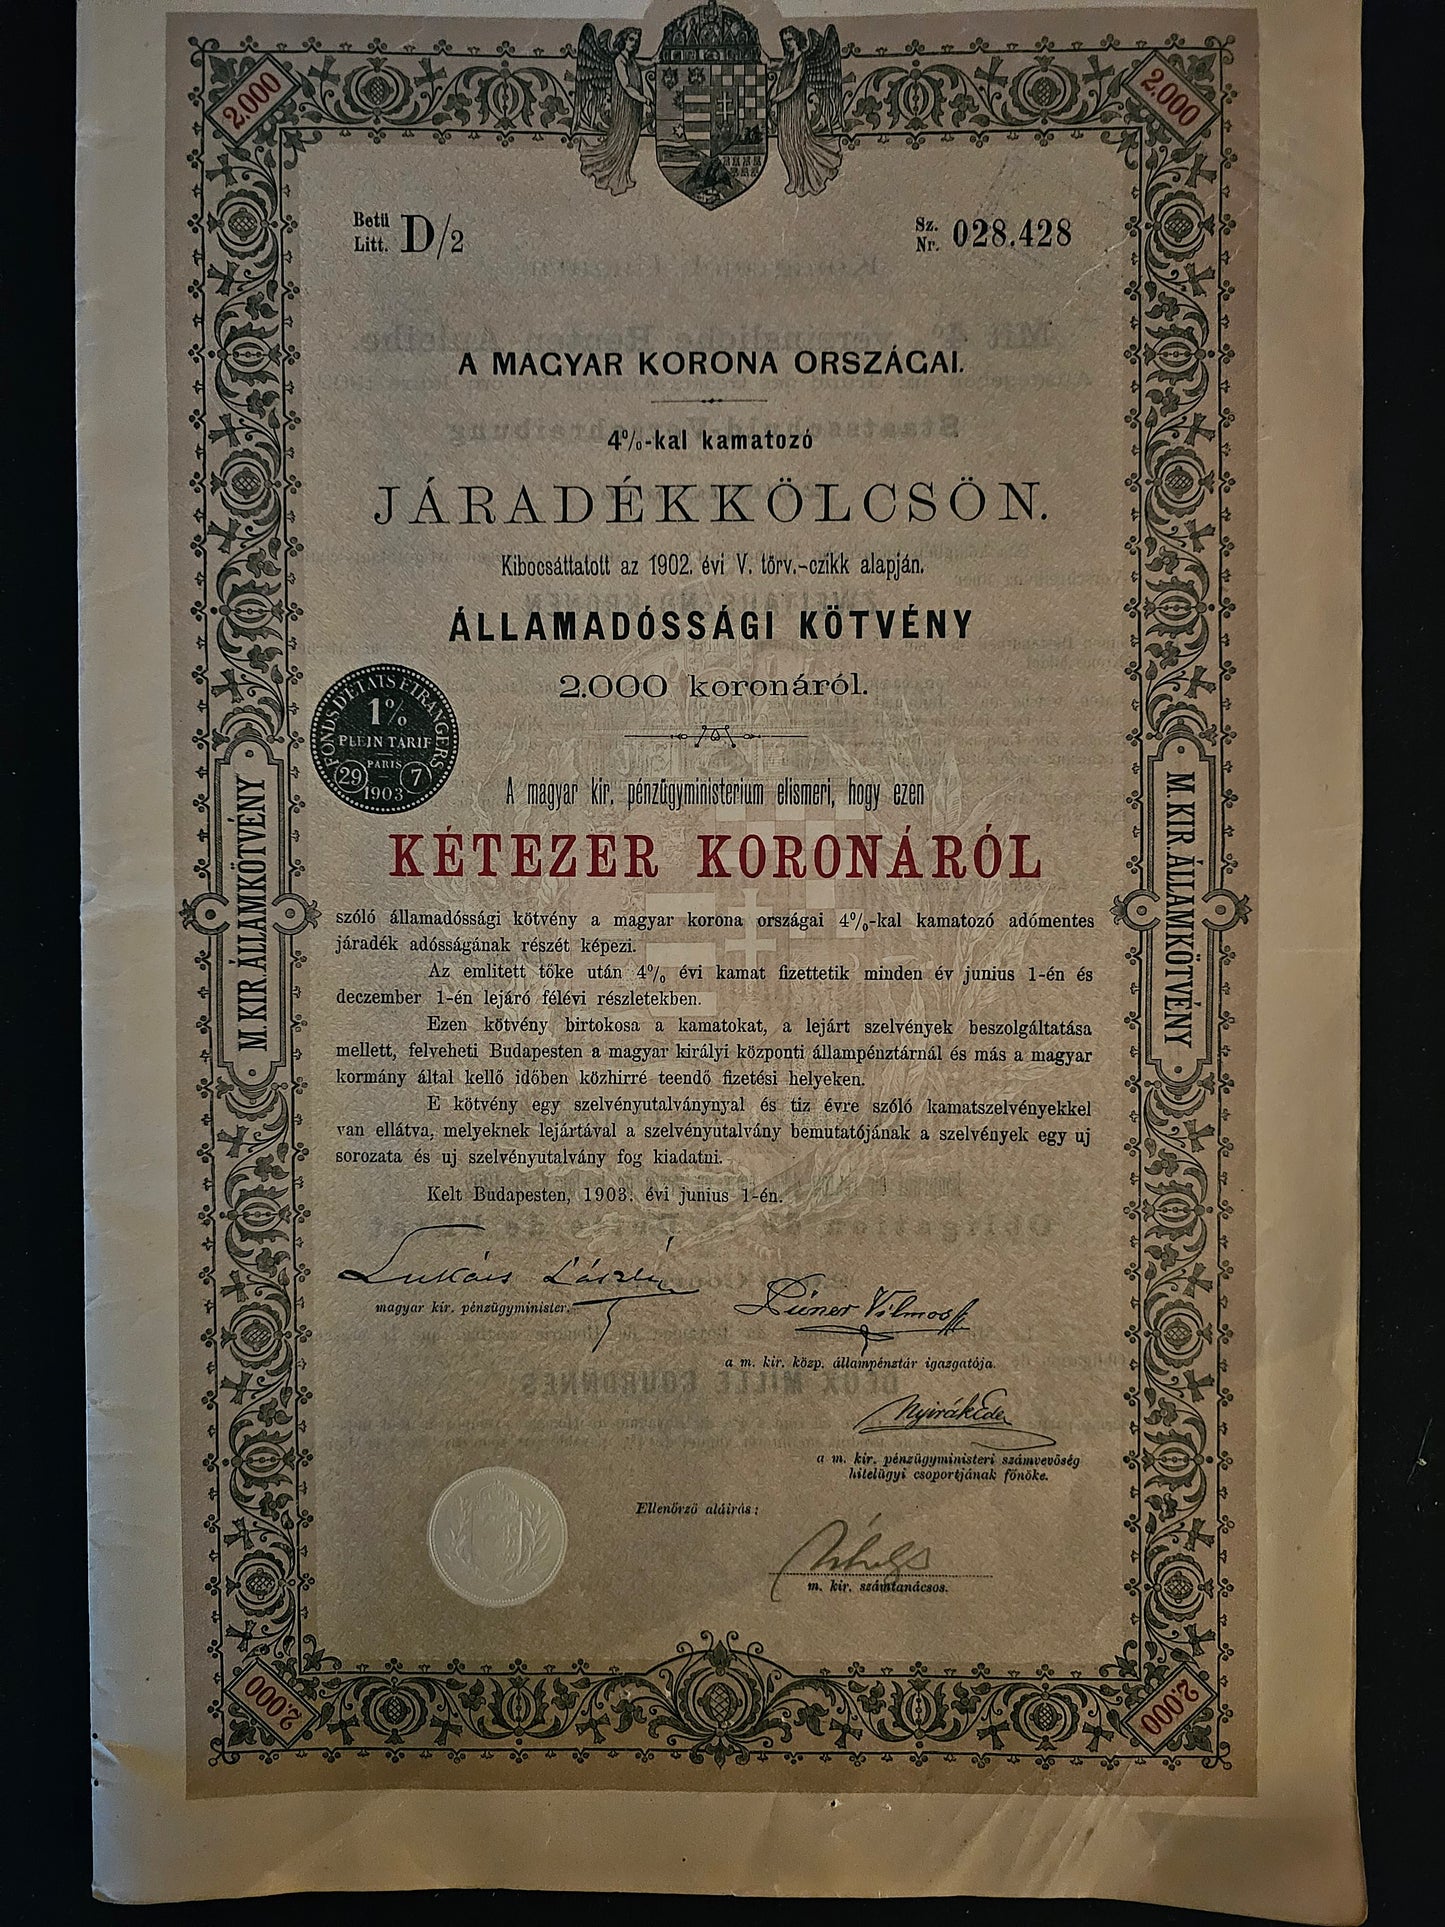 2.000
2.000
Betü
Litt. D/2
Sz.
Nr. 028.428
A MAGYAR KORONA ORSZÁGAI.
4%-kal kamatozó
JÁRADÉKKÖLCSÖN.
Kibocsáttatott az 1902. évi V. törv.-czikk alapján.
ÁLLAMADÓSSÁGI KÖTVÉNY
2.000 koronáról.
FONDS D'ETATS ETRANGERS
1%
PLEIN TARIF
PARIS
29 7
1903
A magyar kir. pénzügyministerium elismeri, hogy ezen
KÉTEZER KORONÁRÓL
szóló államadóssági kötvény a magyar korona országai 4%-kal kamatozó adómentes
járadék adósságának részét képezi.
Az emlitett tőke után 4% évi kamat fizettetik minden év junius 1-én és
deczember 1-én lejáró félévi részletekben.
Ezen kötvény birtokosa a kamatokat, a lejárt szelvények beszolgáltatása
mellett, felveheti Budapesten a magyar királyi központi állampénztárnál és más a magyar
kormány által kellő időben közhirré teendő fizetési helyeken.
E kötvény egy szelvényutalványnyal és tiz évre szóló kamatszelvényekkel
van ellátva, melyeknek lejártával a szelvényutalvány bemutatójának a szelvények egy uj
sorozata és uj szelvényutalvány fog kiadatni.
Kelt Budapesten, 1903. évi junius 1-én.
M. KIR. ÁLLAMKÖTVÉNY
M. KIR. ÁLLAMKÖTVÉNY
Lukács László
magyar kir. pénzügyminister.
Vilmos
a m. kir. közp. állampénztár igazgatója.
Nyirák Ede
a m. kir. pénzügyministeri számvevőség
hitelügyi csoportjának főnöke.
Ellenőrző aláirás:
m. kir. számtanácsos.
2.000
2.000